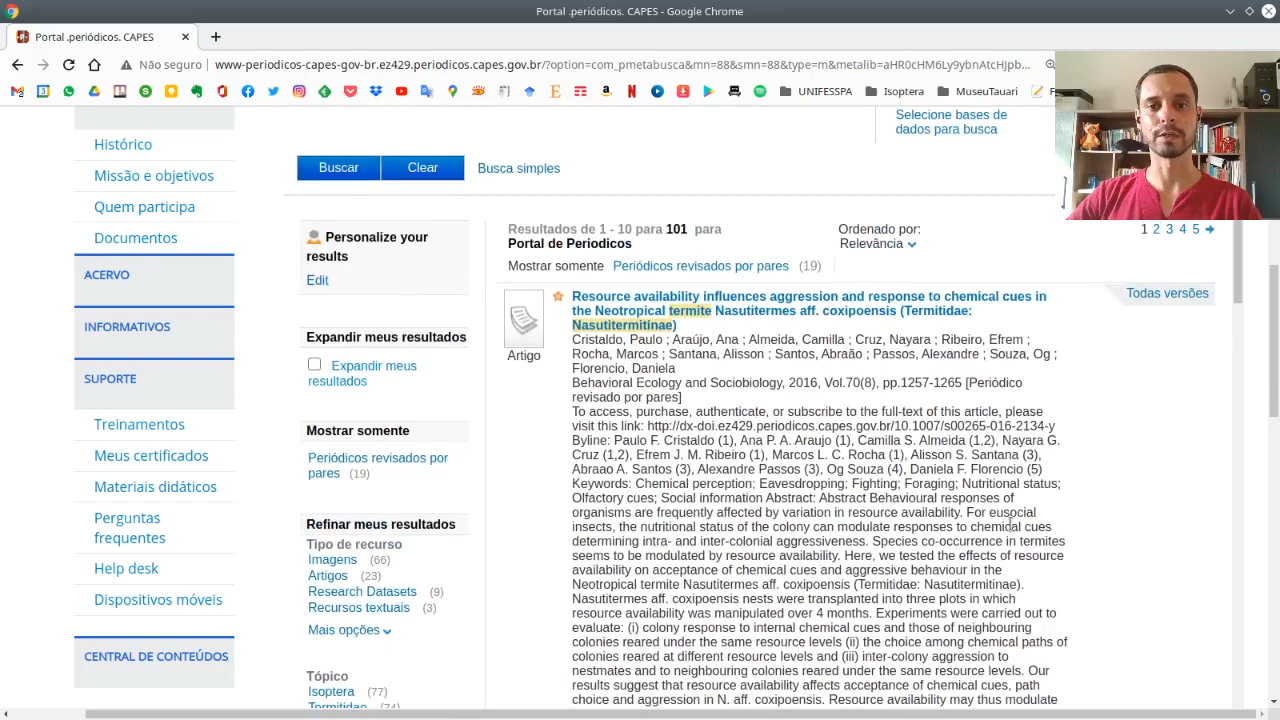 Portal .periódicos. CAPES - Google Chrome
Portal .periódicos. CAPES
Não seguro
www-periodicos-capes-gov-br.ez429.periodicos.capes.gov.br/?option=com_pmetabusca&mn=88&smn=88&type=m&metalib=aHR0cHM6Ly9ybnAtcHJpb...
UNIFESSPA
Isoptera
MuseuTauari
Histórico
Missão e objetivos
Quem participa
Documentos
ACERVO
INFORMATIVOS
SUPORTE
Treinamentos
Meus certificados
Materiais didáticos
Perguntas
frequentes
Help desk
Dispositivos móveis
CENTRAL DE CONTEÚDOS
Selecione bases de
dados para busca
Buscar
Clear
Busca simples
Personalize your
results
Edit
Expandir meus resultados
Expandir meus
resultados
Mostrar somente
Periódicos revisados por
pares (19)
Refinar meus resultados
Tipo de recurso
Imagens (66)
Artigos (23)
Research Datasets (9)
Recursos textuais (3)
Mais opções
Tópico
Isoptera (77)
Termitidae (74)
Resultados de 1 - 10 para 101 para
Portal de Periodicos
Ordenado por:
Relevância
1 2 3 4 5
Mostrar somente Periódicos revisados por pares (19)
Todas versões
Artigo
Resource availability influences aggression and response to chemical cues in
the Neotropical termite Nasutitermes aff. coxipoensis (Termitidae:
Nasutitermitinae)
Cristaldo, Paulo ; Araújo, Ana ; Almeida, Camilla ; Cruz, Nayara ; Ribeiro, Efrem ;
Rocha, Marcos ; Santana, Alisson ; Santos, Abraão ; Passos, Alexandre ; Souza, Og ;
Florencio, Daniela
Behavioral Ecology and Sociobiology, 2016, Vol.70(8), pp.1257-1265 [Periódico
revisado por pares]
To access, purchase, authenticate, or subscribe to the full-text of this article, please
visit this link: http://dx-doi.ez429.periodicos.capes.gov.br/10.1007/s00265-016-2134-y
Byline: Paulo F. Cristaldo (1), Ana P. A. Araujo (1), Camilla S. Almeida (1,2), Nayara G.
Cruz (1,2), Efrem J. M. Ribeiro (1), Marcos L. C. Rocha (1), Alisson S. Santana (3),
Abraao A. Santos (3), Alexandre Passos (3), Og Souza (4), Daniela F. Florencio (5)
Keywords: Chemical perception; Eavesdropping; Fighting; Foraging; Nutritional status;
Olfactory cues; Social information Abstract: Abstract Behavioural responses of
organisms are frequently affected by variation in resource availability. For eusocial
insects, the nutritional status of the colony can modulate responses to chemical cues
determining intra- and inter-colonial aggressiveness. Species co-occurrence in termites
seems to be modulated by resource availability. Here, we tested the effects of resource
availability on acceptance of chemical cues and aggressive behaviour in the
Neotropical termite Nasutitermes aff. coxipoensis (Termitidae: Nasutitermitinae).
Nasutitermes aff. coxipoensis nests were transplanted into three plots in which
resource availability was manipulated over 4 months. Experiments were carried out to
evaluate: (i) colony response to internal chemical cues and those of neighbouring
colonies reared under the same resource levels (ii) the choice among chemical paths of
colonies reared at different resource levels and (iii) inter-colony aggression to
nestmates and to neighbouring colonies reared under the same resource levels. Our
results suggest that resource availability affects acceptance of chemical cues, path
choice and aggression in N. aff. coxipoensis. Resource availability may thus modulate